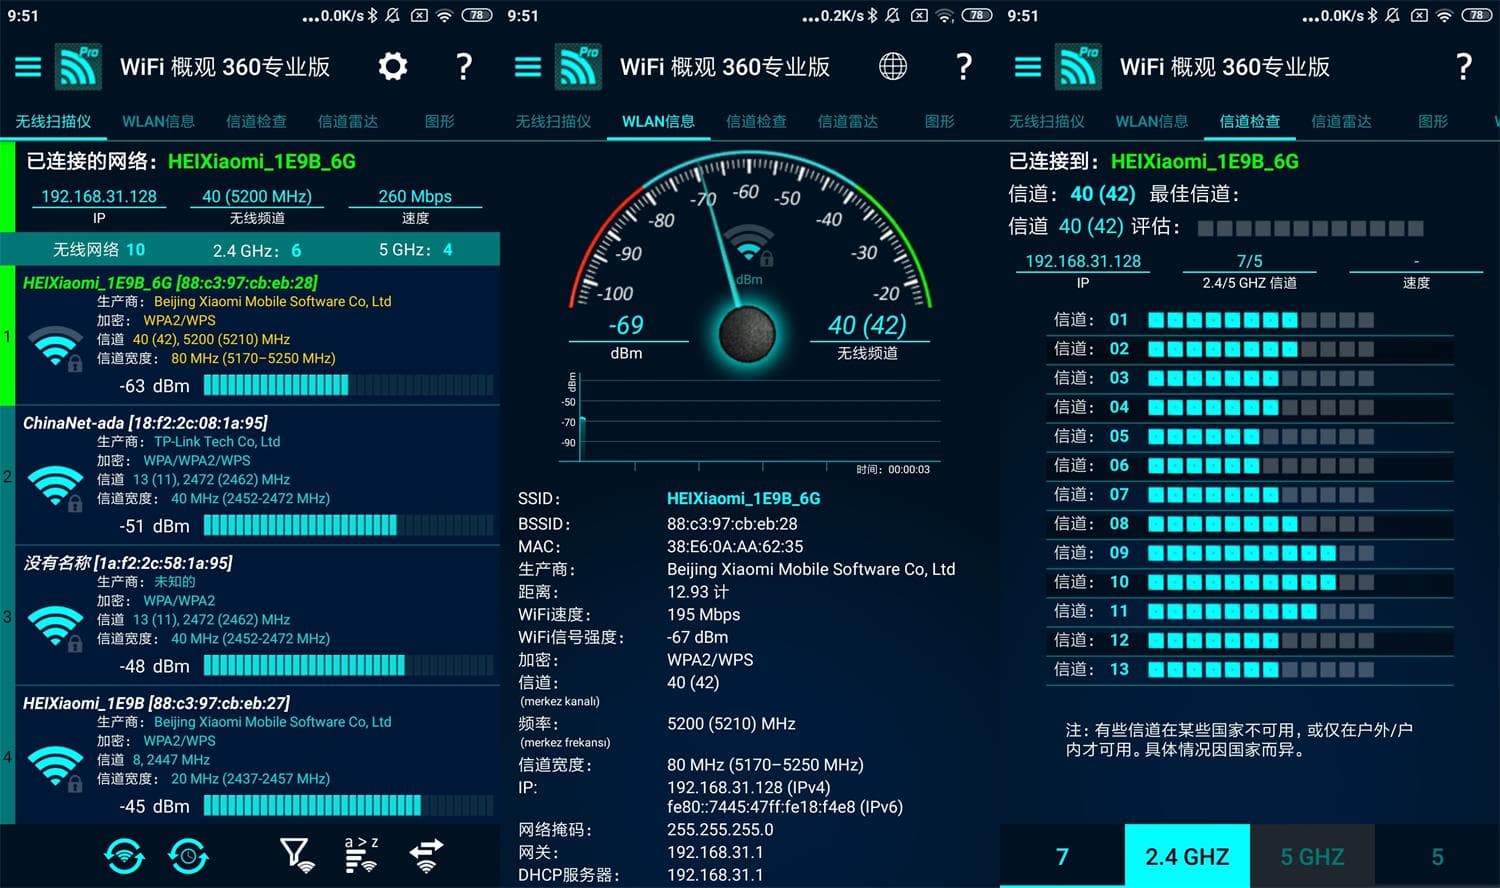 9:51
...0.0K/s
78
WiFi 概观 360专业版
Pro
?
无线扫描仪
WLAN信息
信道检查
信道雷达
图形
已连接的网络: HEIXiaomi_1E9B_6G
192.168.31.128
40 (5200 MHz)
260 Mbps
IP
无线频道
速度
无线网络 10
2.4 GHz: 6
5 GHz: 4
1
HEIXiaomi_1E9B_6G [88:c3:97:cb:eb:28]
生产商: Beijing Xiaomi Mobile Software Co, Ltd
加密: WPA2/WPS
信道 40 (42), 5200 (5210) MHz
信道宽度: 80 MHz (5170–5250 MHz)
-63 dBm
2
ChinaNet-ada [18:f2:2c:08:1a:95]
生产商: TP-Link Tech Co, Ltd
加密: WPA/WPA2/WPS
信道 13 (11), 2472 (2462) MHz
信道宽度: 40 MHz (2452-2472 MHz)
-51 dBm
3
没有名称 [1a:f2:2c:58:1a:95]
生产商: 未知的
加密: WPA/WPA2
信道 13 (11), 2472 (2462) MHz
信道宽度: 40 MHz (2452-2472 MHz)
-48 dBm
4
HEIXiaomi_1E9B [88:c3:97:cb:eb:27]
生产商: Beijing Xiaomi Mobile Software Co, Ltd
加密: WPA2/WPS
信道 8, 2447 MHz
信道宽度: 20 MHz (2437-2457 MHz)
-45 dBm
a > z
9:51
...0.2K/s
78
Pro
WiFi 概观 360专业版
?
无线扫描仪
WLAN信息
信道检查
信道雷达
图形
-100
-90
-80
-70
-60
-50
-40
-30
-20
dBm
-69
dBm
40 (42)
无线频道
dBm
-50
-70
-90
时间: 00:00:03
SSID: HEIXiaomi_1E9B_6G
BSSID: 88:c3:97:cb:eb:28
MAC: 38:E6:0A:AA:62:35
生产商: Beijing Xiaomi Mobile Software Co, Ltd
距离: 12.93 计
WiFi速度: 195 Mbps
WiFi信号强度: -67 dBm
加密: WPA2/WPS
信道: 40 (42)
(merkez kanalı)
频率: 5200 (5210) MHz
(merkez frekansı)
信道宽度: 80 MHz (5170–5250 MHz)
IP: 192.168.31.128 (IPv4)
fe80::7445:47ff:fe18:f4e8 (IPv6)
网络掩码: 255.255.255.0
网关: 192.168.31.1
DHCP服务器: 192.168.31.1
9:51
...0.0K/s
78
Pro
WiFi 概观 360专业版
?
无线扫描仪
WLAN信息
信道检查
信道雷达
图形
已连接到: HEIXiaomi_1E9B_6G
信道: 40 (42) 最佳信道:
信道 40 (42) 评估:
192.168.31.128
7/5
-
IP
2.4/5 GHZ 信道
速度
信道: 01
信道: 02
信道: 03
信道: 04
信道: 05
信道: 06
信道: 07
信道: 08
信道: 09
信道: 10
信道: 11
信道: 12
信道: 13
注: 有些信道在某些国家不可用, 或仅在户外/户
内才可用。具体情况因国家而异。
7
2.4 GHZ
5 GHZ
5